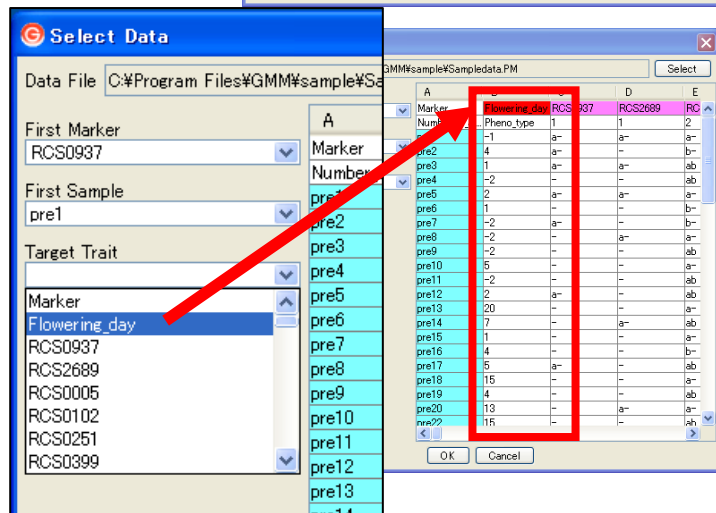 Select Data
Data File C:¥Program Files¥GMM¥sample¥Sa
First Marker
RCS0937
First Sample
pre1
Target Trait
Marker
Flowering_day
RCS0937
RCS2689
RCS0005
RCS0102
RCS0251
RCS0399
A
Marker
Number
pre1
pre2
pre3
pre4
pre5
pre6
pre7
pre8
pre9
pre10
pre11
pre12
pre13
GMM¥sample¥Sampledata.PM Select
A D E
Marker Flowering_day RCS0937 RCS2689 RC
Pheno_type 1 1 2
-1 a- a- a-
pre2 4 a- - b-
pre3 1 a- a- ab
pre4 -2 - - ab
pre5 2 a- a- a-
pre6 1 - - b-
pre7 -2 a- - b-
pre8 -2 - a- a-
pre9 -2 - - ab
pre10 5 - - a-
pre11 -2 - - ab
pre12 2 a- - ab
pre13 20 - - a-
pre14 7 - a- ab
pre15 1 - - a-
pre16 4 - - b-
pre17 5 a- - ab
pre18 15 - - a-
pre19 4 - - ab
pre20 13 - a- a-
pre22 15 - - ab
OK Cancel